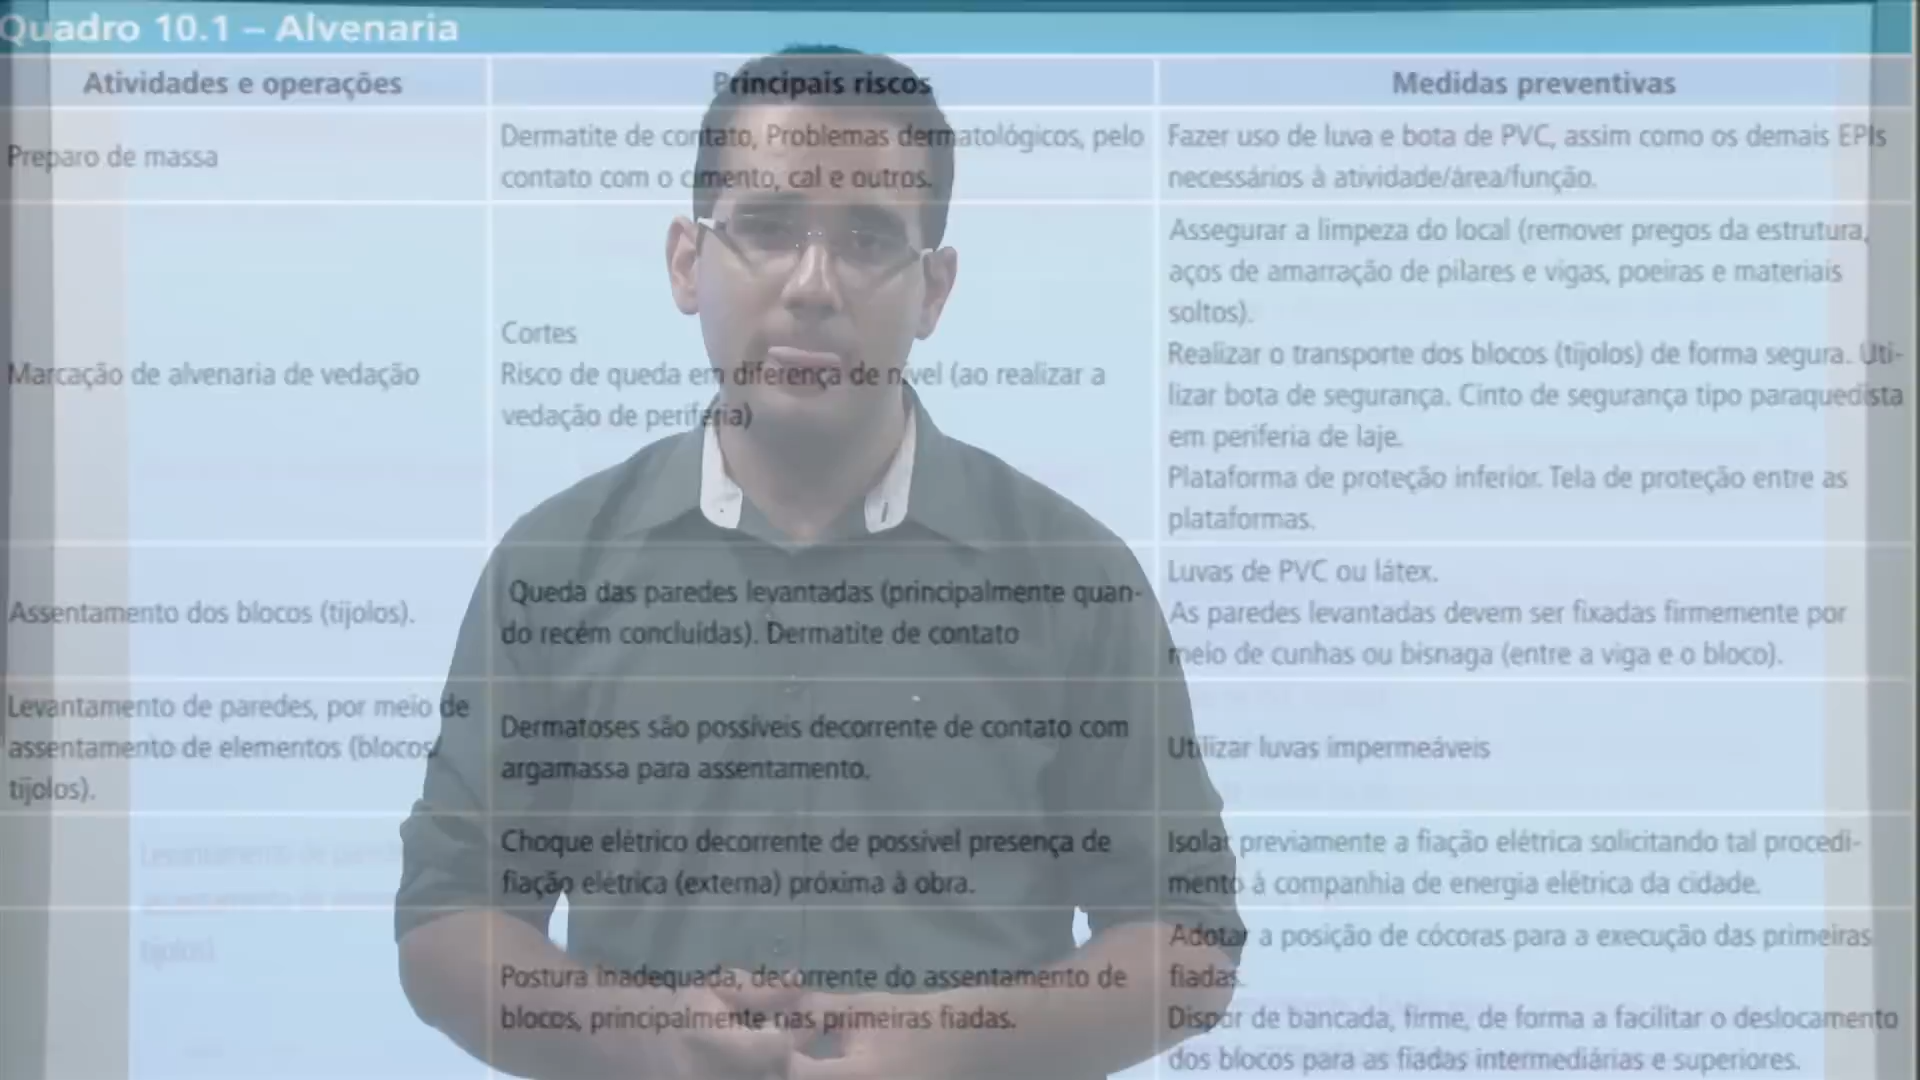 Quadro 10.1 – Alvenaria
Atividades e operações
Principais riscos
Medidas preventivas
Preparo de massa
Dermatite de contato, Problemas dermatológicos, pelo
contato com o cimento, cal e outros.
Fazer uso de luva e bota de PVC, assim como os demais EPIs
necessários à atividade/área/função.
Marcação de alvenaria de vedação
Cortes
Risco de queda em diferença de nível (ao realizar a
vedação de periferia)
Assegurar a limpeza do local (remover pregos da estrutura,
aços de amarração de pilares e vigas, poeiras e materiais
soltos).
Realizar o transporte dos blocos (tijolos) de forma segura. Uti-
lizar bota de segurança. Cinto de segurança tipo paraquedista
em periferia de laje.
Plataforma de proteção inferior. Tela de proteção entre as
plataformas.
Assentamento dos blocos (tijolos).
Queda das paredes levantadas (principalmente quan-
do recém concluídas). Dermatite de contato
Luvas de PVC ou látex.
As paredes levantadas devem ser fixadas firmemente por
meio de cunhas ou bisnaga (entre a viga e o bloco).
Levantamento de paredes, por meio de
assentamento de elementos (blocos/
tijolos).
Dermatoses são possíveis decorrente de contato com
argamassa para assentamento.
Utilizar luvas impermeáveis
Choque elétrico decorrente de possível presença de
fiação elétrica (externa) próxima à obra.
Isolar previamente a fiação elétrica solicitando tal procedi-
mento à companhia de energia elétrica da cidade.
Postura inadequada, decorrente do assentamento de
blocos, principalmente nas primeiras fiadas.
Adotar a posição de cócoras para a execução das primeiras
fiadas.
Dispor de bancada, firme, de forma a facilitar o deslocamento
dos blocos para as fiadas intermediárias e superiores.
Levantamento de paredes
assentamento de
tijolos)